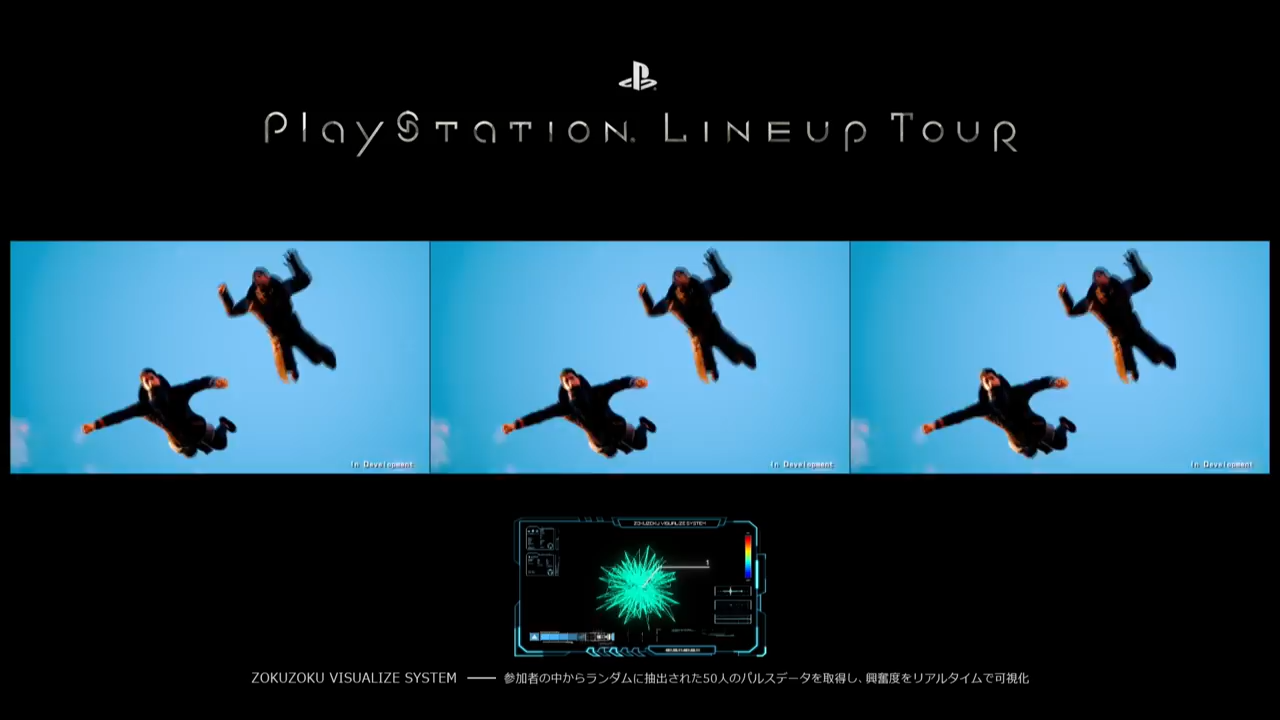 PlayStation® Lineup Tour
In Development
In Development
In Development
ZOKUZOKU VISUALIZE SYSTEM
1
ZOKUZOKU VISUALIZE SYSTEM — 参加者の中からランダムに抽出された50人のパルスデータを取得し、興奮度をリアルタイムで可視化